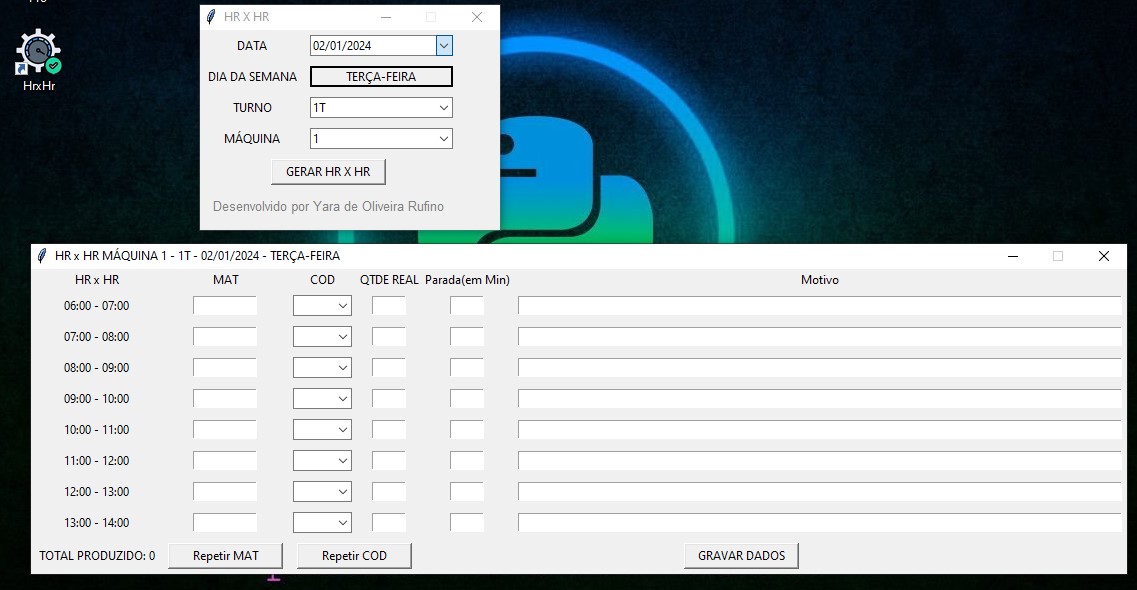 HrxHr
HR X HR
DATA 02/01/2024
DIA DA SEMANA TERÇA-FEIRA
TURNO 1T
MÁQUINA 1
GERAR HR X HR
Desenvolvido por Yara de Oliveira Rufino
HR x HR MÁQUINA 1 - 1T - 02/01/2024 - TERÇA-FEIRA
HR x HR MAT COD QTDE REAL Parada(em Min) Motivo
06:00 - 07:00
07:00 - 08:00
08:00 - 09:00
09:00 - 10:00
10:00 - 11:00
11:00 - 12:00
12:00 - 13:00
13:00 - 14:00
TOTAL PRODUZIDO: 0 Repetir MAT Repetir COD GRAVAR DADOS